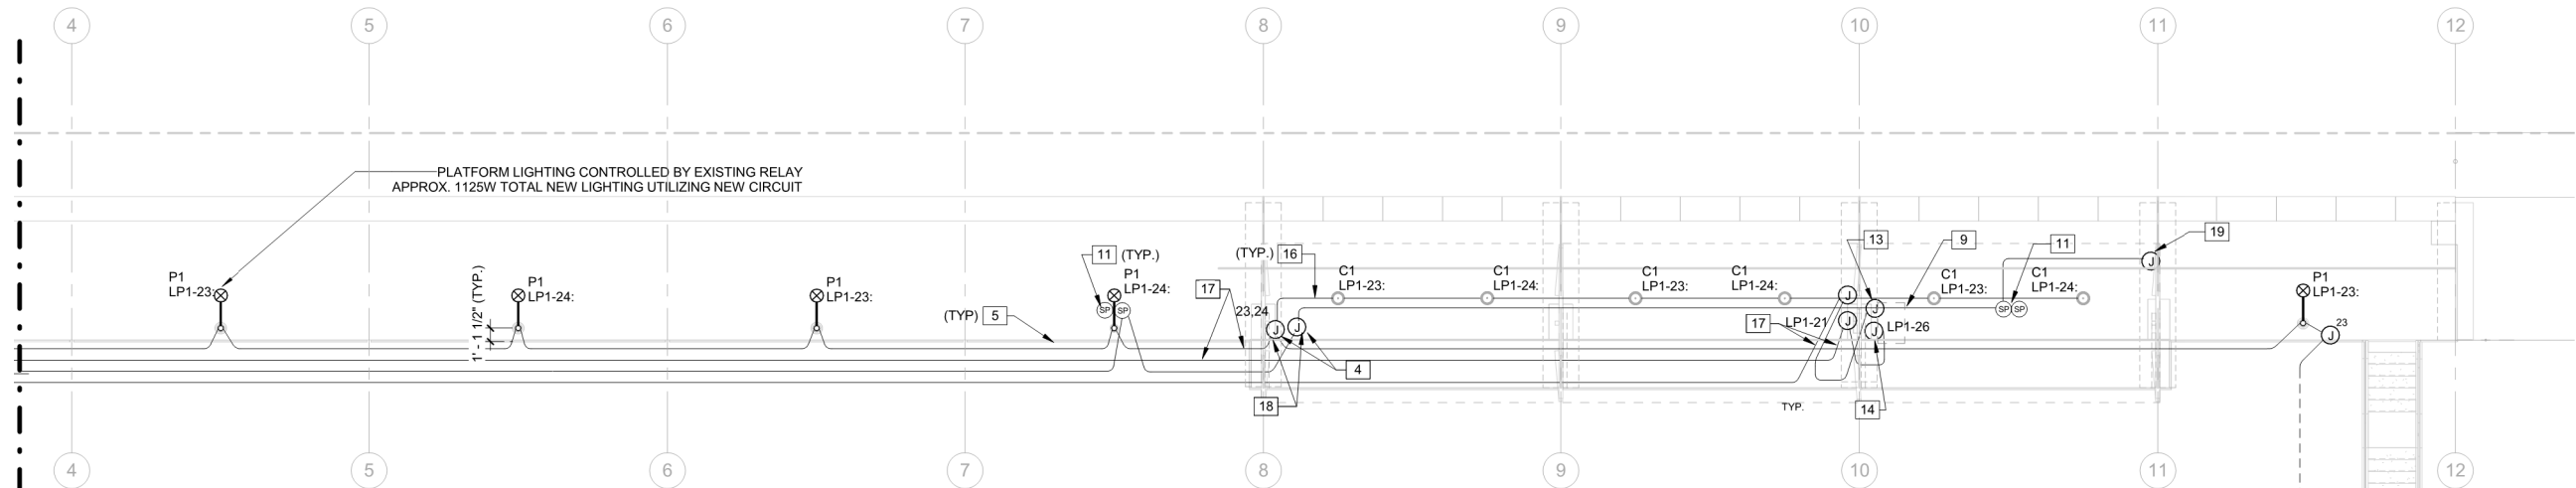 4 5 6 7 8 9 10 11 12
PLATFORM LIGHTING CONTROLLED BY EXISTING RELAY
APPROX. 1125W TOTAL NEW LIGHTING UTILIZING NEW CIRCUIT
P1
LP1-23:
1' - 1 1/2" (TYP.)
P1
LP1-24:
P1
LP1-23:
(TYP) 5
11 (TYP.)
P1
LP1-24:
SP SP
17
(TYP.) 16
23,24
J J
4
18
C1
LP1-23:
C1
LP1-24:
C1
LP1-23:
C1
LP1-24:
13
9
J J
17
LP1-21
J J
LP1-26
TYP.
14
C1
LP1-23:
11
C1
LP1-24:
SP SP
19
J
P1
LP1-23:
23
J
4 5 6 7 8 9 10 11 12